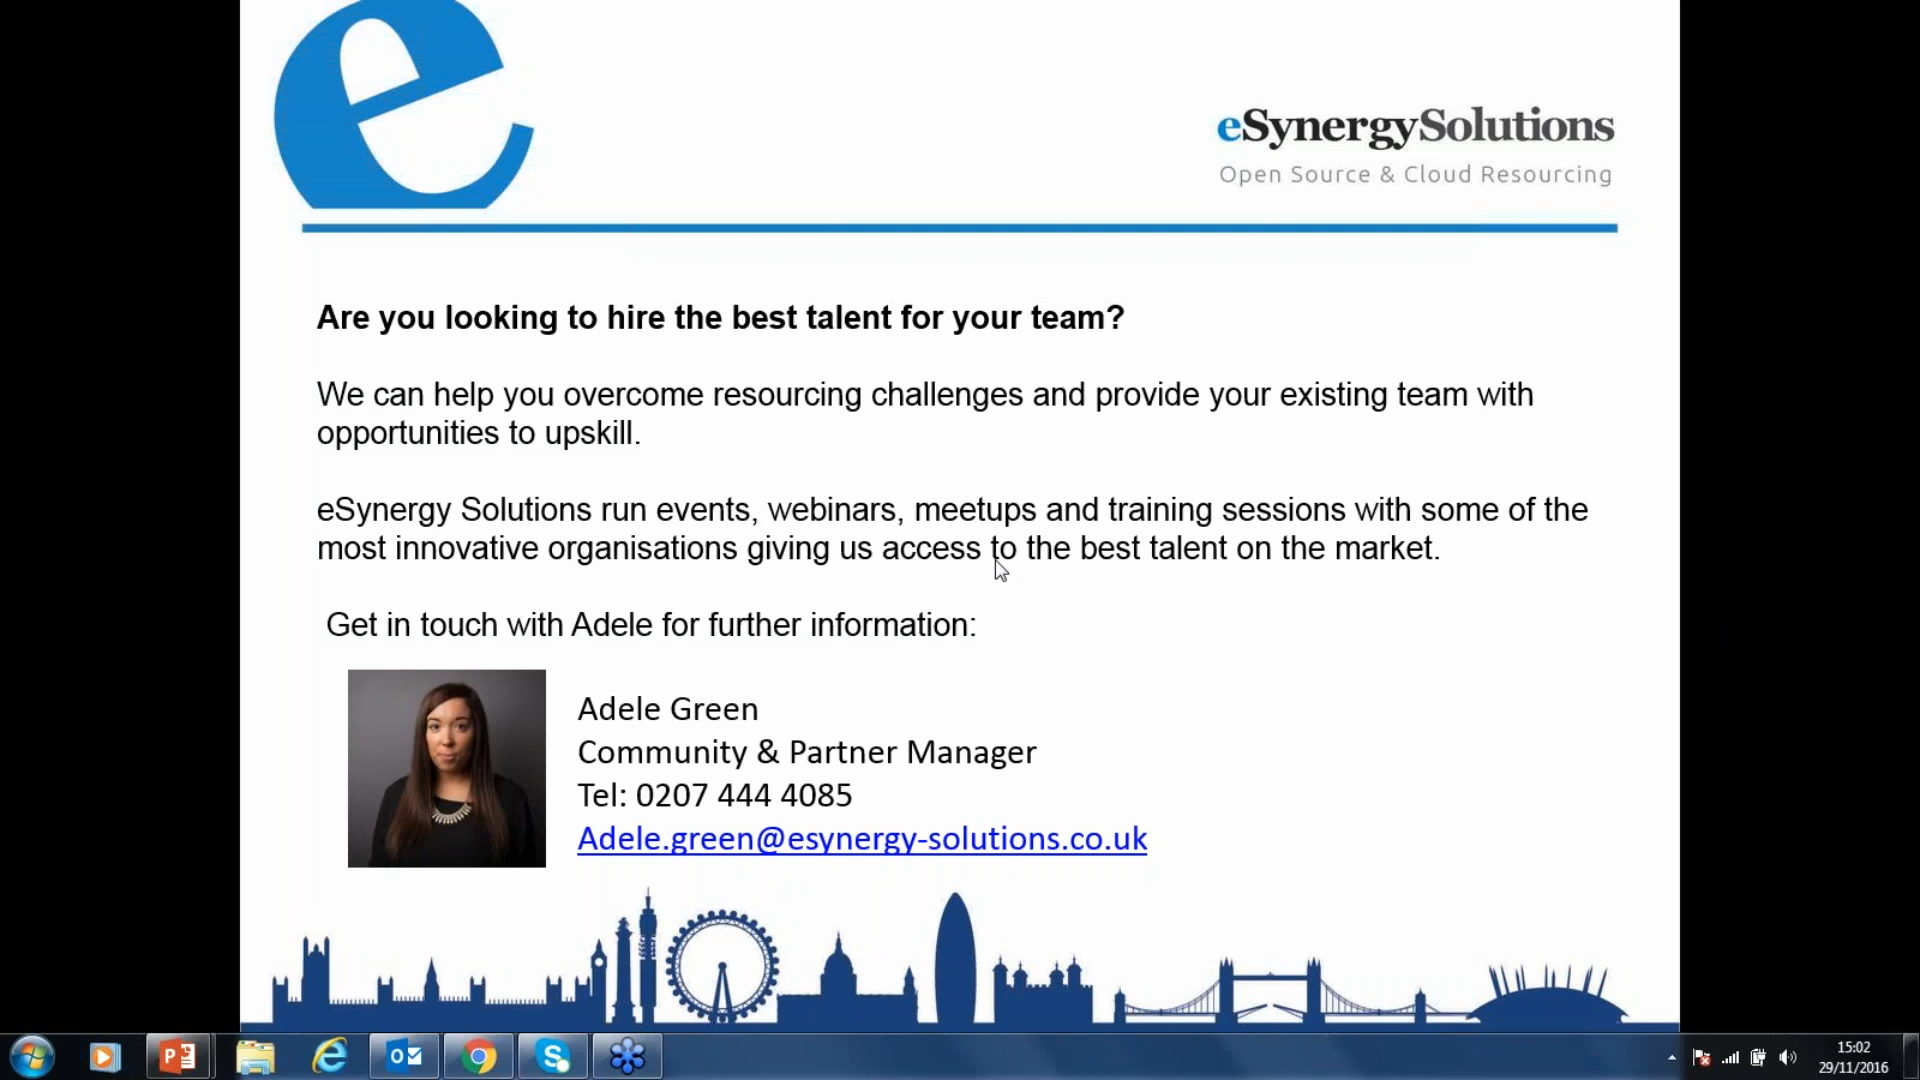 eSynergySolutions
Open Source & Cloud Resourcing
Are you looking to hire the best talent for your team?
We can help you overcome resourcing challenges and provide your existing team with
opportunities to upskill.
eSynergy Solutions run events, webinars, meetups and training sessions with some of the
most innovative organisations giving us access to the best talent on the market.
Get in touch with Adele for further information:
Adele Green
Community & Partner Manager
Tel: 0207 444 4085
Adele.green@esynergy-solutions.co.uk
15:02
29/11/2016